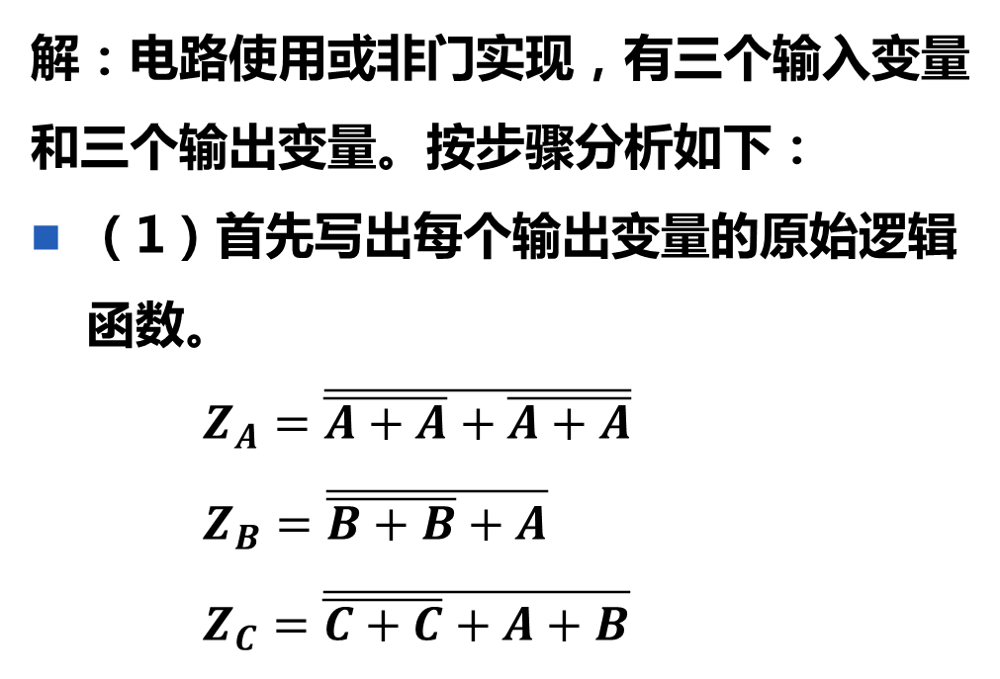 解：电路使用或非门实现，有三个输入变量
和三个输出变量。按步骤分析如下：
■ （1）首先写出每个输出变量的原始逻辑
函数。
$Z_A = \overline{\overline{A + A} + \overline{A + A}}$
$Z_B = \overline{\overline{B + B} + A}$
$Z_C = \overline{\overline{C + C} + A + B}$